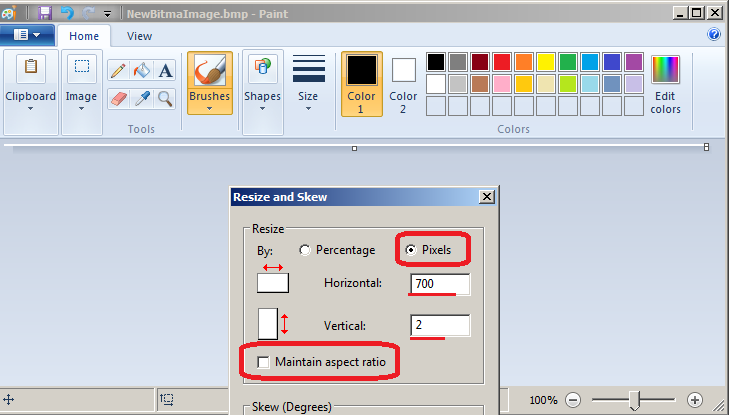 NewBitmaImage.bmp - Paint
Home View
Clipboard
Image
Tools
Brushes
Shapes
Size
Color 1
Color 2
Edit colors
Colors
Resize and Skew
Resize
By: Percentage Pixels
Horizontal: 700
Vertical: 2
Maintain aspect ratio
Skew (Degrees)
100%